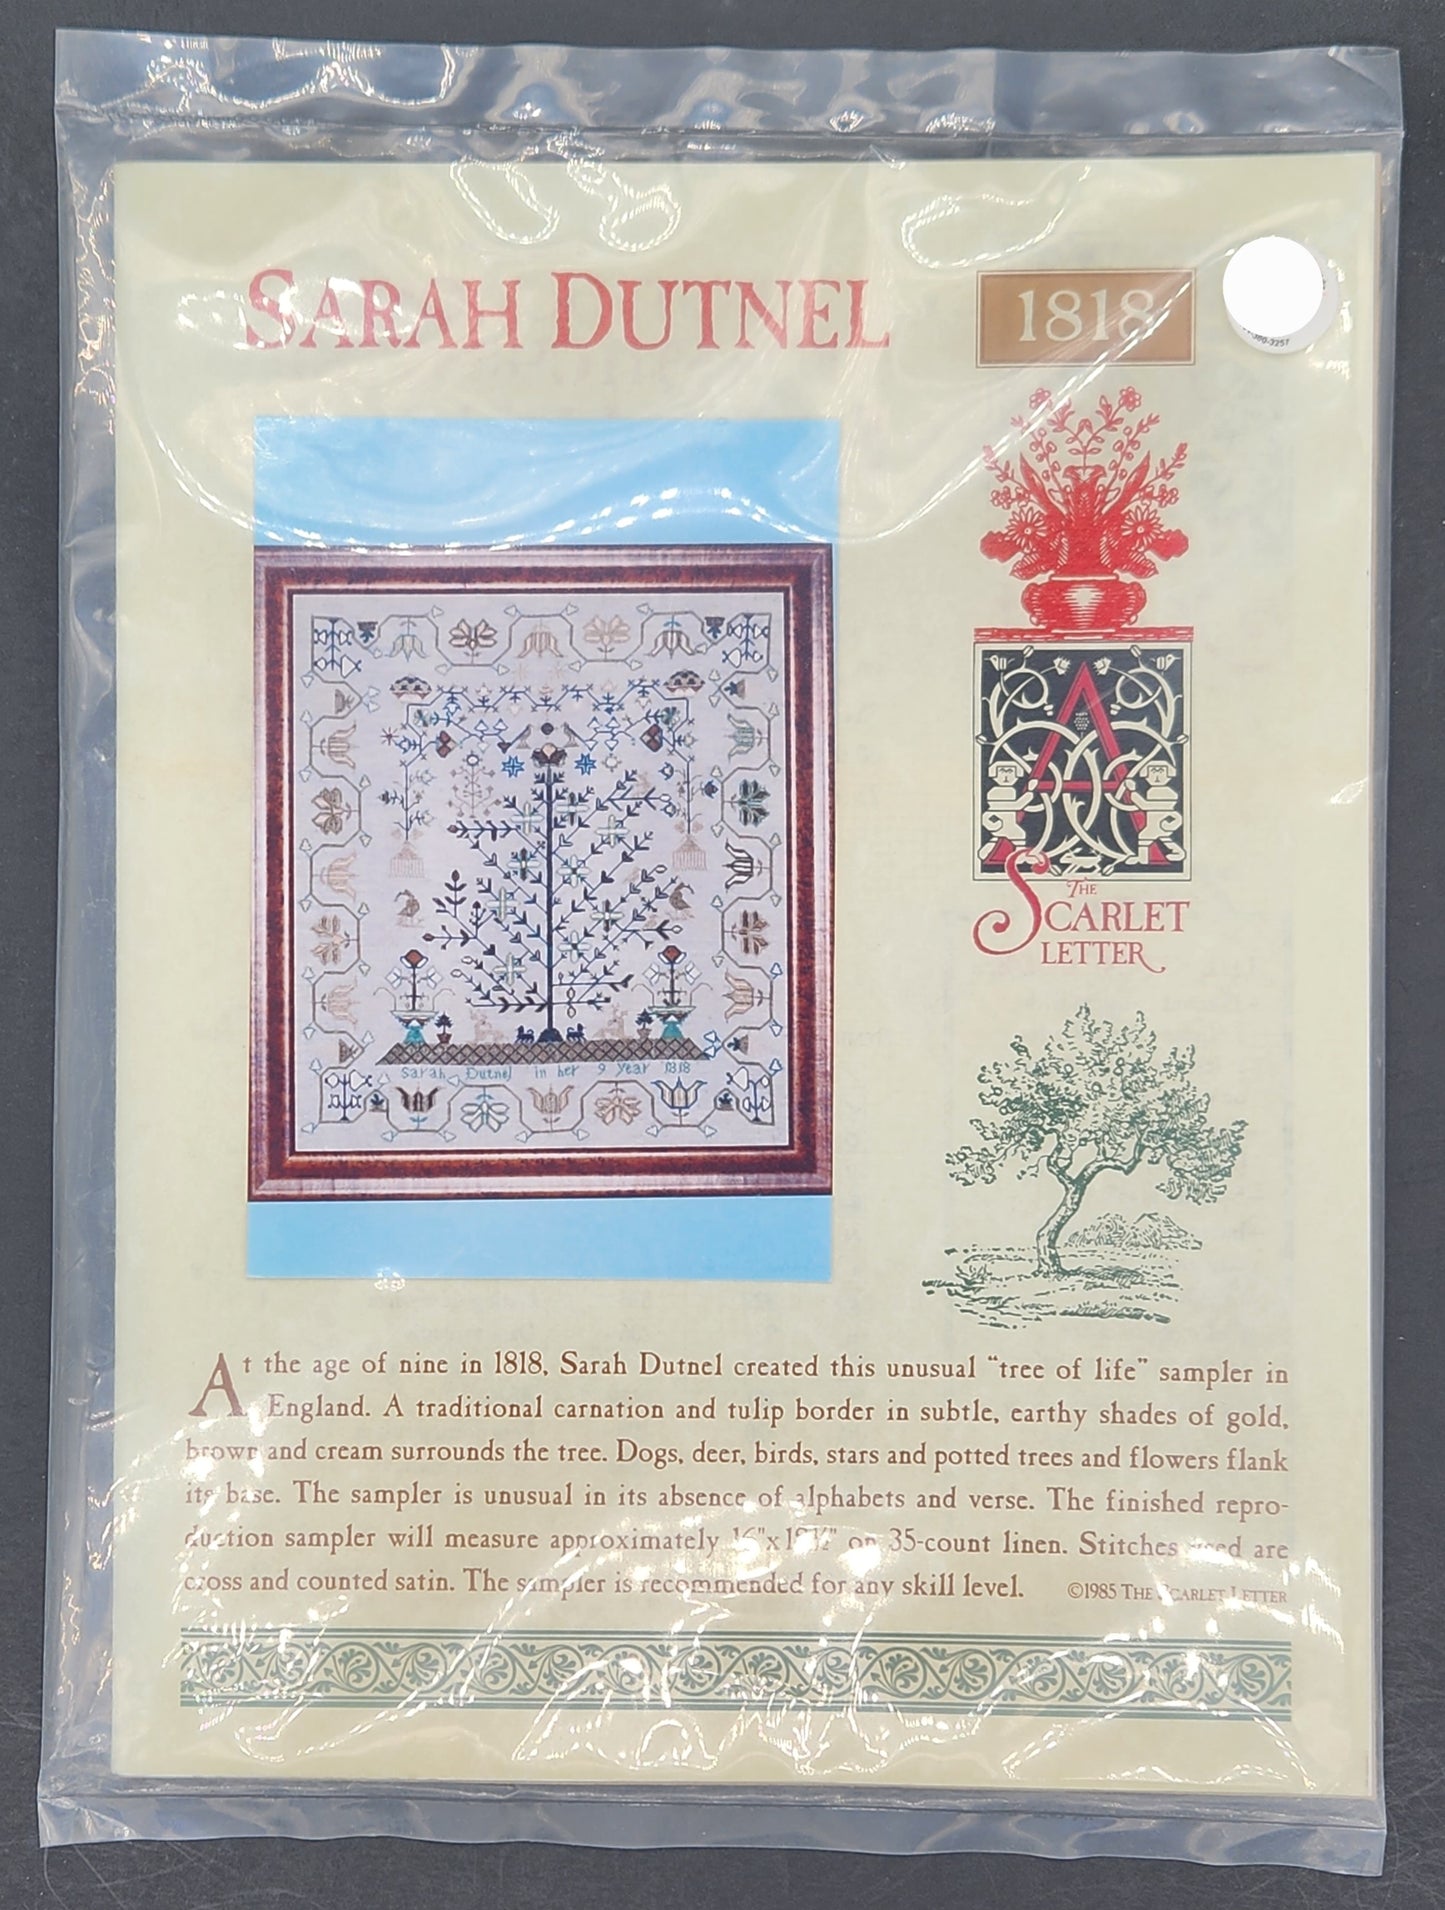 SARAH DUTNEL
1818
-380-3257
A
Sarah Dutnel in her 9 year 1818
THE
SCARLET
LETTER
At the age of nine in 1818, Sarah Dutnel created this unusual “tree of life” sampler in
England. A traditional carnation and tulip border in subtle, earthy shades of gold,
brown and cream surrounds the tree. Dogs, deer, birds, stars and potted trees and flowers flank
its base. The sampler is unusual in its absence of alphabets and verse. The finished repro-
duction sampler will measure approximately on 35-count linen. Stitches used are
cross and counted satin. The sampler is recommended for any skill level. ©1985 THE SCARLET LETTER